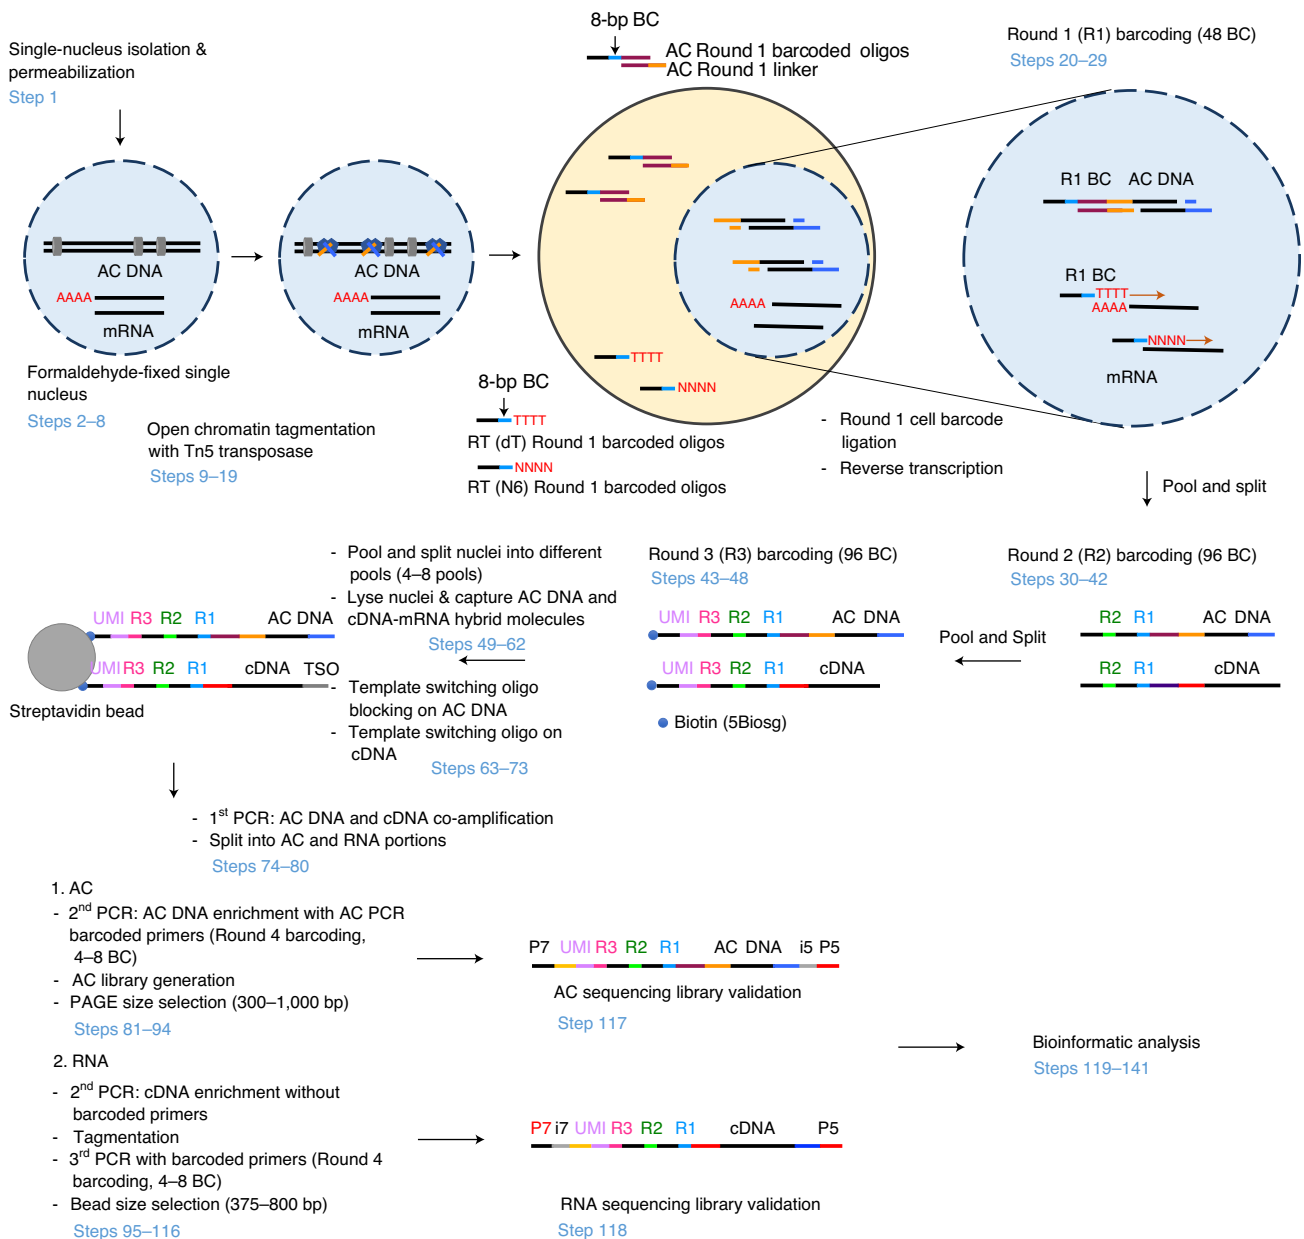 Single-nucleus isolation &
permeabilization
Step 1
AC DNA
AAAA
mRNA
Formaldehyde-fixed single
nucleus
Steps 2–8
AC DNA
AAAA
mRNA
Open chromatin tagmentation
with Tn5 transposase
Steps 9–19
8-bp BC
AC Round 1 barcoded oligos
AC Round 1 linker
AAAA
TTTT
NNNN
8-bp BC
TTTT
RT (dT) Round 1 barcoded oligos
NNNN
RT (N6) Round 1 barcoded oligos
- Round 1 cell barcode
ligation
- Reverse transcription
Round 1 (R1) barcoding (48 BC)
Steps 20–29
R1 BC AC DNA
R1 BC
TTTT
AAAA
NNNN
mRNA
Pool and split
Round 2 (R2) barcoding (96 BC)
Steps 30–42
R2 R1 AC DNA
R2 R1 cDNA
Pool and Split
Round 3 (R3) barcoding (96 BC)
Steps 43–48
UMI R3 R2 R1 AC DNA
UMI R3 R2 R1 cDNA
Biotin (5Biosg)
- Pool and split nuclei into different
pools (4–8 pools)
- Lyse nuclei & capture AC DNA and
cDNA-mRNA hybrid molecules
Steps 49–62
- Template switching oligo
blocking on AC DNA
- Template switching oligo on
cDNA
Steps 63–73
UMI R3 R2 R1 AC DNA
UMI R3 R2 R1 cDNA TSO
Streptavidin bead
- 1st PCR: AC DNA and cDNA co-amplification
- Split into AC and RNA portions
Steps 74–80
1. AC
- 2nd PCR: AC DNA enrichment with AC PCR
barcoded primers (Round 4 barcoding,
4–8 BC)
- AC library generation
- PAGE size selection (300–1,000 bp)
Steps 81–94
P7 UMI R3 R2 R1 AC DNA i5 P5
AC sequencing library validation
Step 117
2. RNA
- 2nd PCR: cDNA enrichment without
barcoded primers
- Tagmentation
- 3rd PCR with barcoded primers (Round 4
barcoding, 4–8 BC)
- Bead size selection (375–800 bp)
Steps 95–116
P7 i7 UMI R3 R2 R1 cDNA P5
RNA sequencing library validation
Step 118
Bioinformatic analysis
Steps 119–141